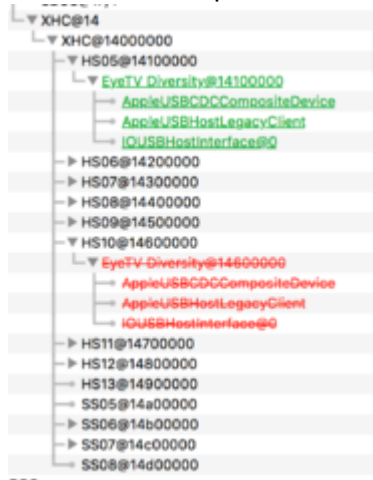 XHC@14
XHC@14000000
HS05@14100000
EyeTV Diversity@14100000
AppleUSBCDCCompositeDevice
AppleUSBHostLegacyClient
IOUSBHostInterface@0
HS06@14200000
HS07@14300000
HS08@14400000
HS09@14500000
HS10@14600000
EyeTV Diversity@14600000
AppleUSBCDCCompositeDevice
AppleUSBHostLegacyClient
IOUSBHostInterface@0
HS11@14700000
HS12@14800000
HS13@14900000
SS05@14a00000
SS06@14b00000
SS07@14c00000
SS08@14d00000